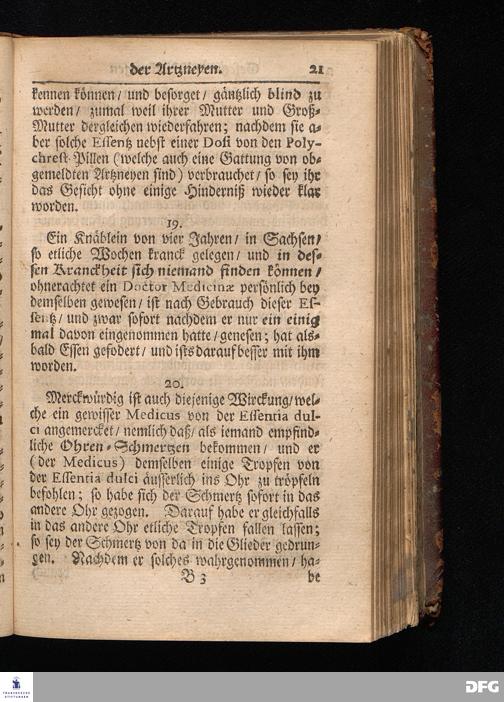 der Artzneyen. 21
kennen können / und besorget / gäntzlich blind zu
werden / zumal weil ihrer Mutter und Groß-
Mutter dergleichen wiederfahren; nachdem sie a-
ber solche Essentz nebst einer Dosi von den Poly-
chrest-Pillen (welche auch eine Gattung von ob-
gemeldten Artzneyen sind) verbrauchet / so sey ihr
das Gesicht ohne einige Hinderniß wieder klar
worden.
19.
Ein Knäblein von vier Jahren / in Sachsen /
so etliche Wochen kranck gelegen / und in des-
sen Kranckheit sich niemand finden können /
ohnerachtet ein Doctor Medicinæ persönlich bey
demselben gewesen / ist nach Gebrauch dieser Es-
sentz / und zwar sofort nachdem er nur ein einig
mal davon eingenommen hatte / genesen; hat als-
bald Essen gefodert / und ists darauf besser mit ihm
worden.
20.
Merckwürdig ist auch diejenige Wirckung / wel-
che ein gewisser Medicus von der Essentia dul-
ci angemercket / nemlich daß / als iemand empfind-
liche Ohren-Schmertzen bekommen / und er
(der Medicus) demselben einige Tropfen von
der Essentia dulci äusserlich ins Ohr zu tröpfeln
befohlen; so habe sich der Schmertz sofort in das
andere Ohr gezogen. Darauf habe er gleichfalls
in das andere Ohr etliche Tropfen fallen lassen;
so sey der Schmertz von da in die Glieder gedrun-
gen. Nachdem er solches wahrgenommen / ha-
B 3 be
FRANCKESCHE
STIFTUNGEN
DFG